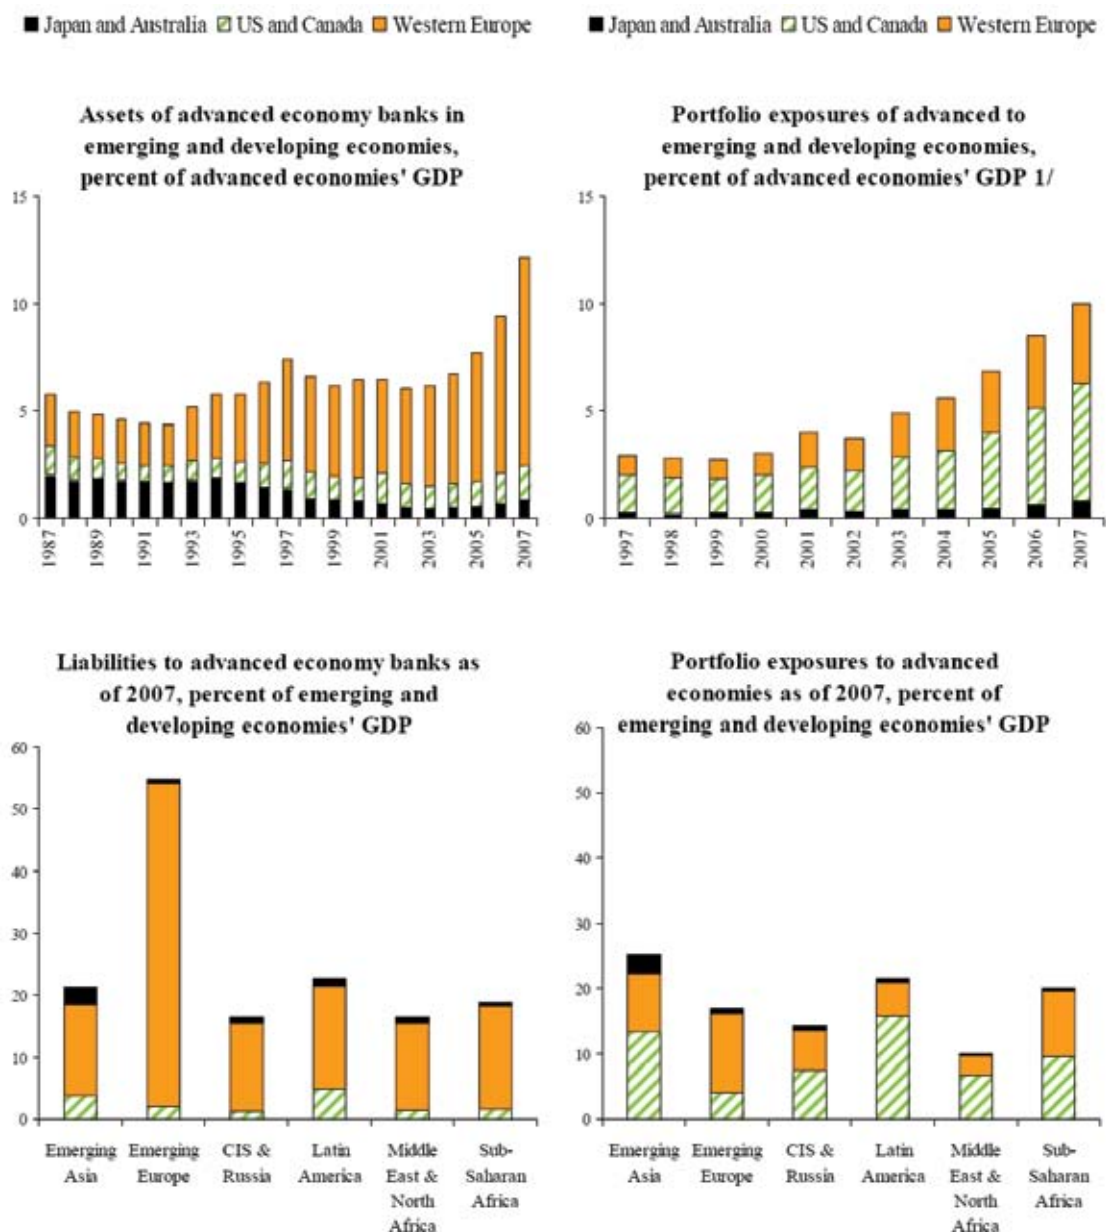 Japan and Australia US and Canada Western Europe
Assets of advanced economy banks in
emerging and developing economies,
percent of advanced economies' GDP
15
10
5
0
1987
1989
1991
1993
1995
1997
1999
2001
2003
2005
2007
Japan and Australia US and Canada Western Europe
Portfolio exposures of advanced to
emerging and developing economies,
percent of advanced economies' GDP 1/
15
10
5
0
1997
1998
1999
2000
2001
2002
2003
2004
2005
2006
2007
Liabilities to advanced economy banks as
of 2007, percent of emerging and
developing economies' GDP
60
50
40
30
20
10
0
Emerging
Asia
Emerging
Europe
CIS &
Russia
Latin
America
Middle
East &
North
Africa
Sub-
Saharan
Africa
Portfolio exposures to advanced
economies as of 2007, percent of
emerging and developing economies' GDP
60
50
40
30
20
10
0
Emerging
Asia
Emerging
Europe
CIS &
Russia
Latin
America
Middle
East &
North
Africa
Sub-
Saharan
Africa